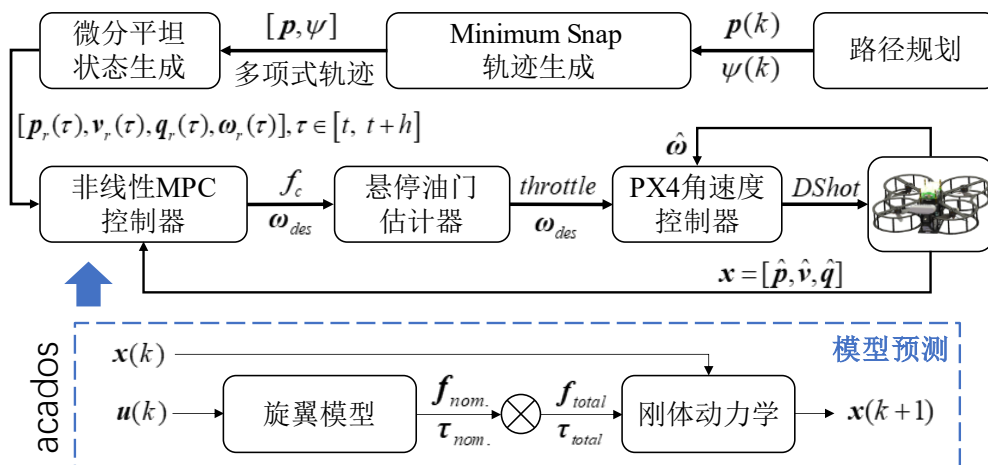 微分平坦
状态生成
[p,ψ]
多项式轨迹
Minimum Snap
轨迹生成
p(k)
ψ(k)
路径规划
[p_r(τ),v_r(τ),q_r(τ),ω_r(τ)],τ∈[t, t+h]
非线性MPC
控制器
f_c
ω_des
悬停油门
估计器
throttle
ω_des
ω̂
PX4角速度
控制器
DShot
x=[p̂,v̂,q̂]
acados
模型预测
x(k)
u(k)
旋翼模型
f_nom.
τ_nom.
f_total
τ_total
刚体动力学
x(k+1)